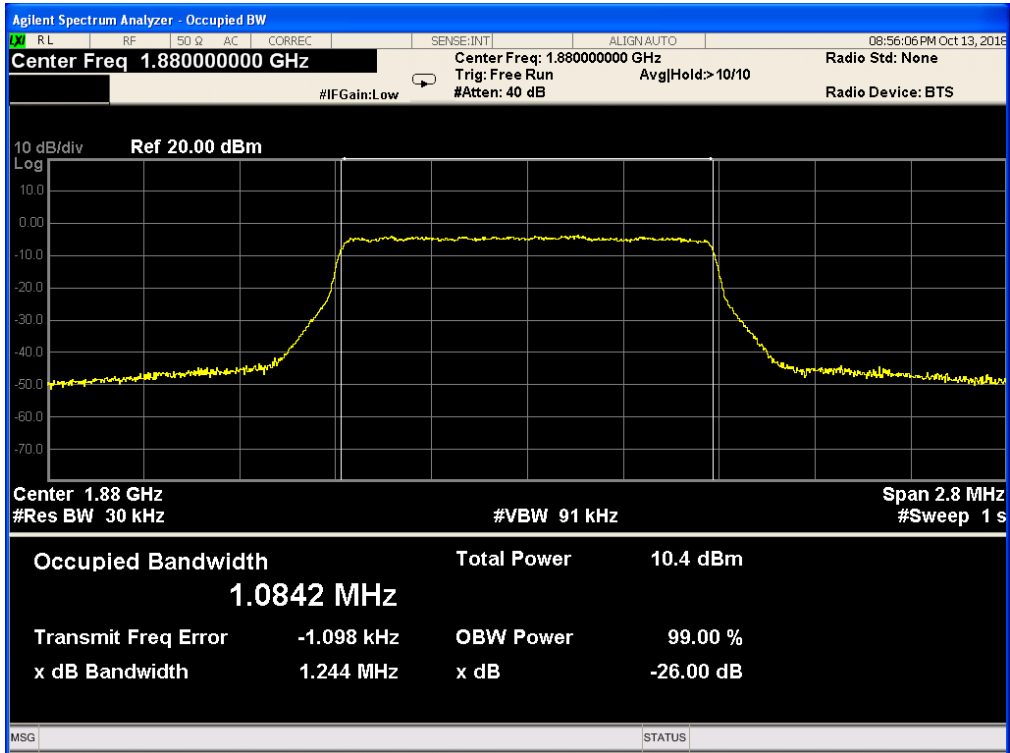 Agilent Spectrum Analyzer - Occupied BW
LXI RL RF 50 Ω AC CORREC SENSE:INT ALIGN AUTO 08:56:06 PM Oct 13, 2018
Center Freq 1.880000000 GHz Center Freq: 1.880000000 GHz Radio Std: None
Trig: Free Run Avg|Hold:>10/10
#IFGain:Low #Atten: 40 dB Radio Device: BTS
10 dB/div Ref 20.00 dBm
Log
10.0
0.00
-10.0
-20.0
-30.0
-40.0
-50.0
-60.0
-70.0
Center 1.88 GHz Span 2.8 MHz
#Res BW 30 kHz #VBW 91 kHz #Sweep 1 s
Occupied Bandwidth Total Power 10.4 dBm
1.0842 MHz
Transmit Freq Error -1.098 kHz OBW Power 99.00 %
x dB Bandwidth 1.244 MHz x dB -26.00 dB
MSG STATUS